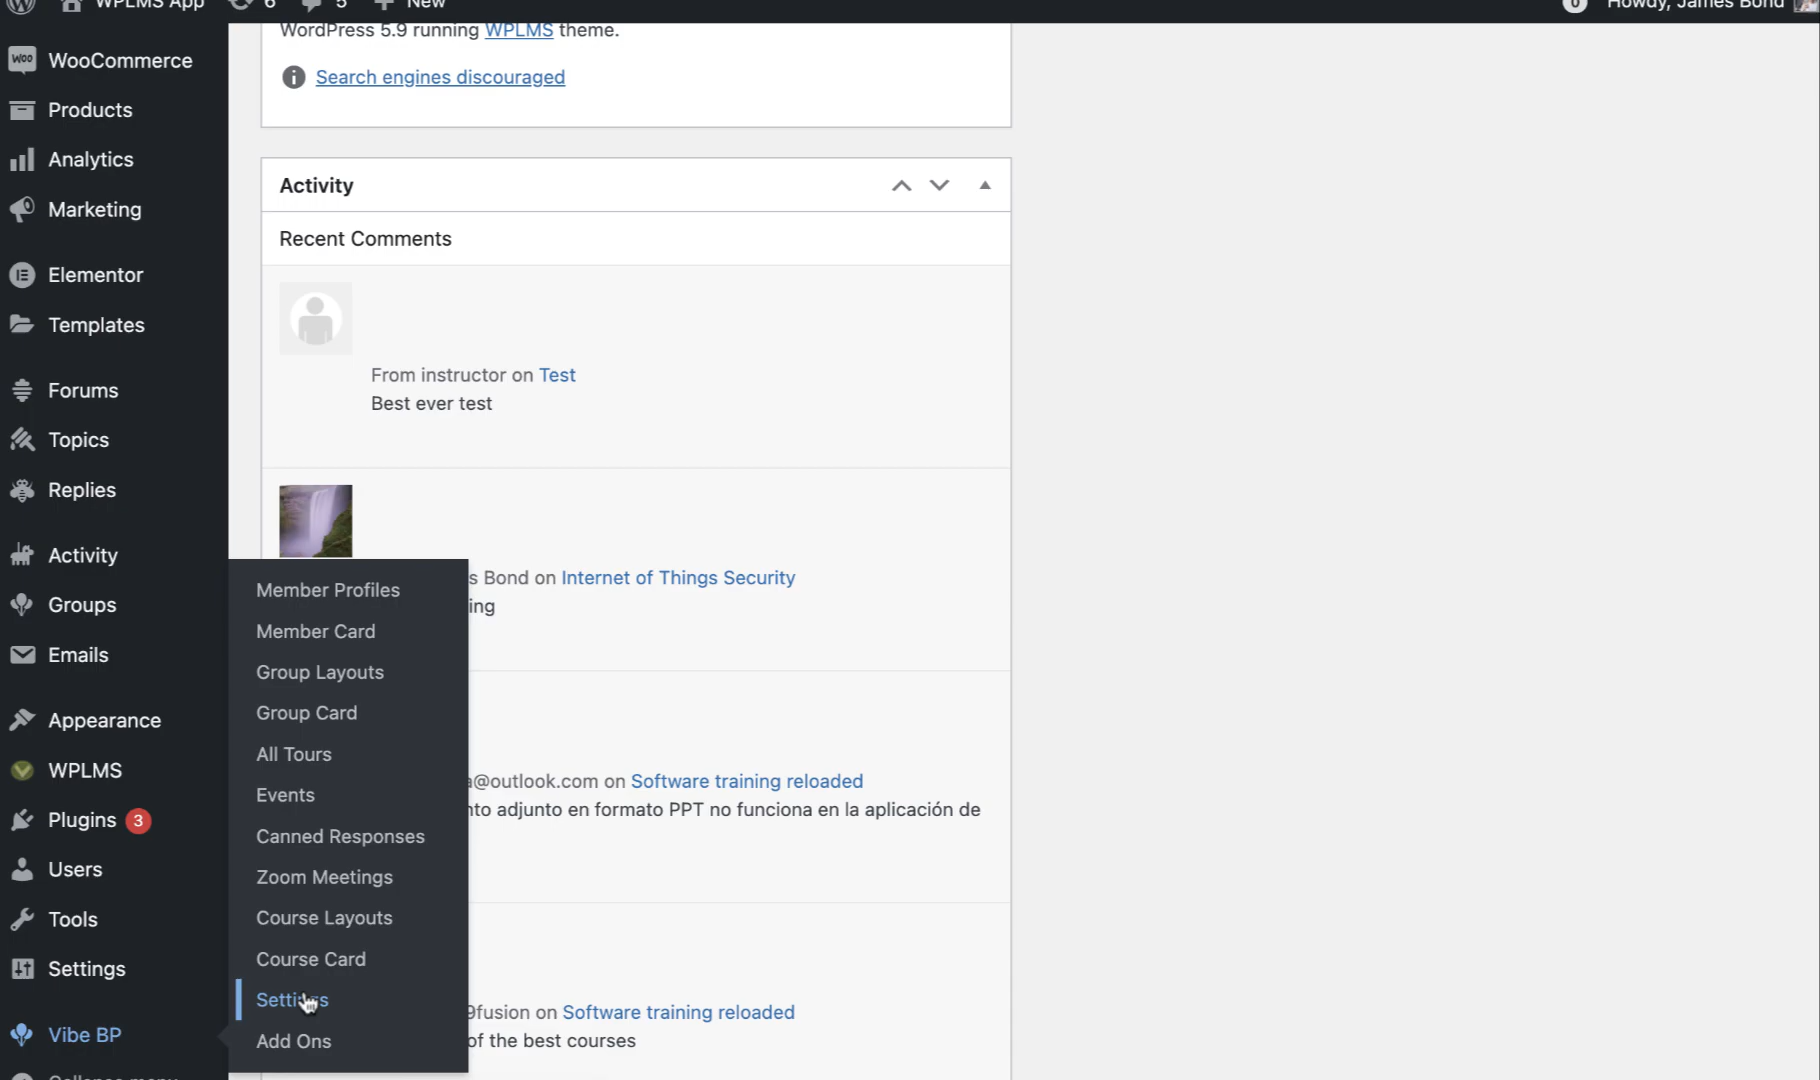 WPLMS App 6 5 New 0 Howdy, James Bond
WooCommerce
Products
Analytics
Marketing
Elementor
Templates
Forums
Topics
Replies
Activity
Groups
Emails
Appearance
WPLMS
Plugins 3
Users
Tools
Settings
Vibe BP
Collapse menu
Member Profiles
Member Card
Group Layouts
Group Card
All Tours
Events
Canned Responses
Zoom Meetings
Course Layouts
Course Card
Settings
Add Ons
WordPress 5.9 running WPLMS theme.
Search engines discouraged
Activity
Recent Comments
From instructor on Test
Best ever test
s Bond on Internet of Things Security
ing
a@outlook.com on Software training reloaded
nto adjunto en formato PPT no funciona en la aplicación de
9fusion on Software training reloaded
of the best courses